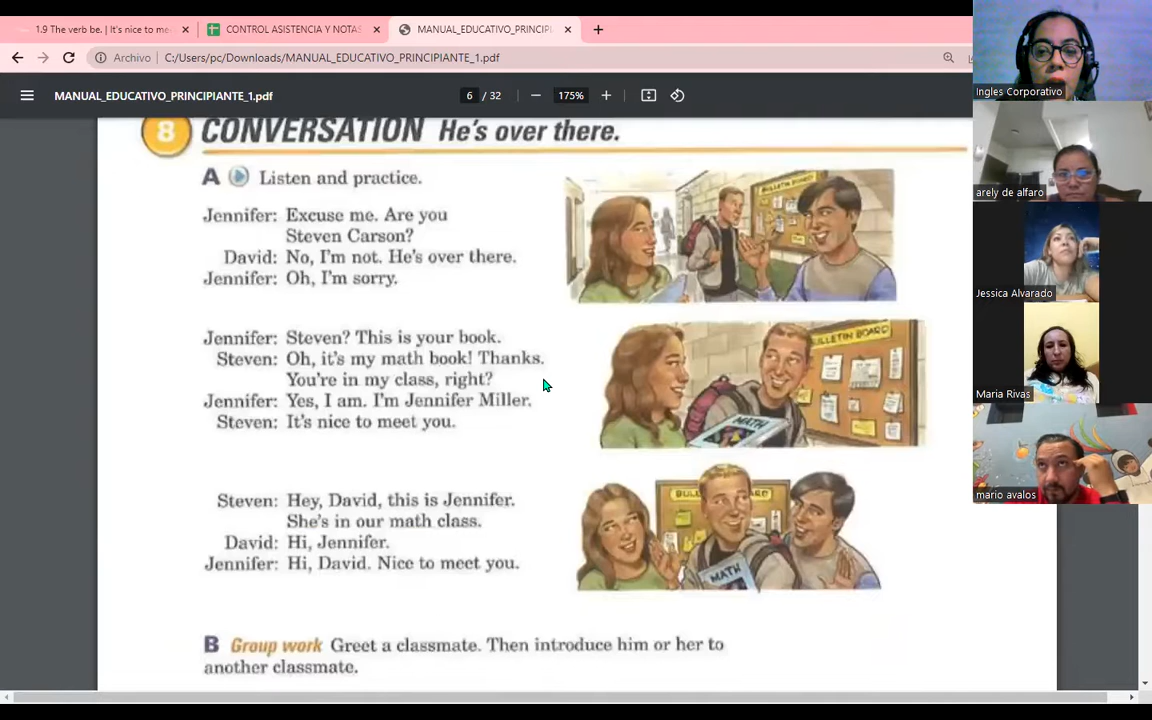 1.9 The verb be. | It's nice to me
CONTROL ASISTENCIA Y NOTAS
MANUAL_EDUCATIVO_PRINCIPI
Archivo
C:/Users/pc/Downloads/MANUAL_EDUCATIVO_PRINCIPIANTE_1.pdf
MANUAL_EDUCATIVO_PRINCIPIANTE_1.pdf
6 / 32
175%
8 CONVERSATION He's over there.
A Listen and practice.
Jennifer: Excuse me. Are you
Steven Carson?
David: No, I'm not. He's over there.
Jennifer: Oh, I'm sorry.
BULLETIN BOARD
Jennifer: Steven? This is your book.
Steven: Oh, it's my math book! Thanks.
You're in my class, right?
Jennifer: Yes, I am. I'm Jennifer Miller.
Steven: It's nice to meet you.
BULLETIN BOARD
MATH
Steven: Hey, David, this is Jennifer.
She's in our math class.
David: Hi, Jennifer.
Jennifer: Hi, David. Nice to meet you.
MATH
B Group work Greet a classmate. Then introduce him or her to
another classmate.
Ingles Corporativo
arely de alfaro
Jessica Alvarado
Maria Rivas
mario avalos